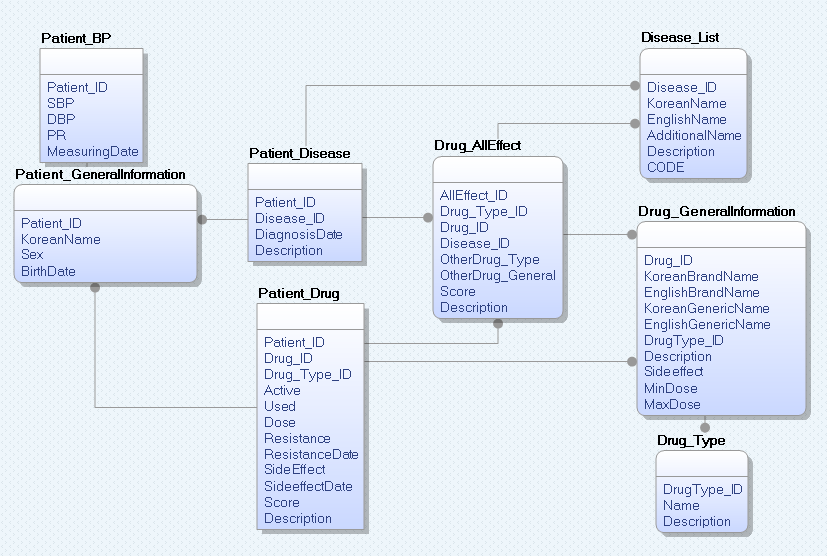 Patient_BP
Patient_ID
SBP
DBP
PR
MeasuringDate
Patient_GeneralInformation
Patient_ID
KoreanName
Sex
BirthDate
Patient_Disease
Patient_ID
Disease_ID
DiagnosisDate
Description
Patient_Drug
Patient_ID
Drug_ID
Drug_Type_ID
Active
Used
Dose
Resistance
ResistanceDate
SideEffect
SideeffectDate
Score
Description
Drug_AllEffect
AllEffect_ID
Drug_Type_ID
Drug_ID
Disease_ID
OtherDrug_Type
OtherDrug_General
Score
Description
Disease_List
Disease_ID
KoreanName
EnglishName
AdditionalName
Description
CODE
Drug_GeneralInformation
Drug_ID
KoreanBrandName
EnglishBrandName
KoreanGenericName
EnglishGenericName
DrugType_ID
Description
Sideeffect
MinDose
MaxDose
Drug_Type
DrugType_ID
Name
Description